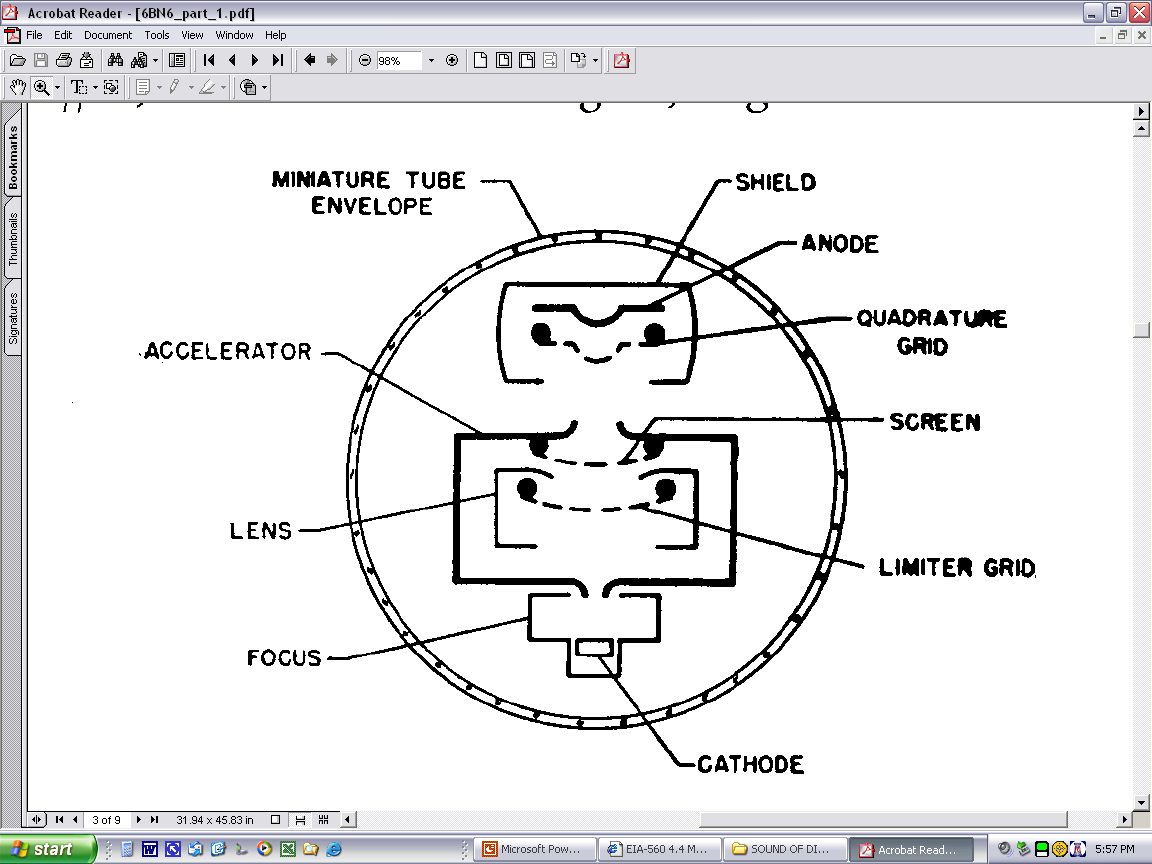 Acrobat Reader - [6BN6_part_1.pdf]
File Edit Document Tools View Window Help
98%
Bookmarks
Thumbnails
Signatures
MINIATURE TUBE
ENVELOPE
SHIELD
ANODE
QUADRATURE
GRID
ACCELERATOR
SCREEN
LENS
LIMITER GRID
FOCUS
CATHODE
3 of 9 31.94 x 45.83 in
start
Microsoft Pow...
EIA-560 4.4 M...
SOUND OF DI...
Acrobat Read...
5:57 PM